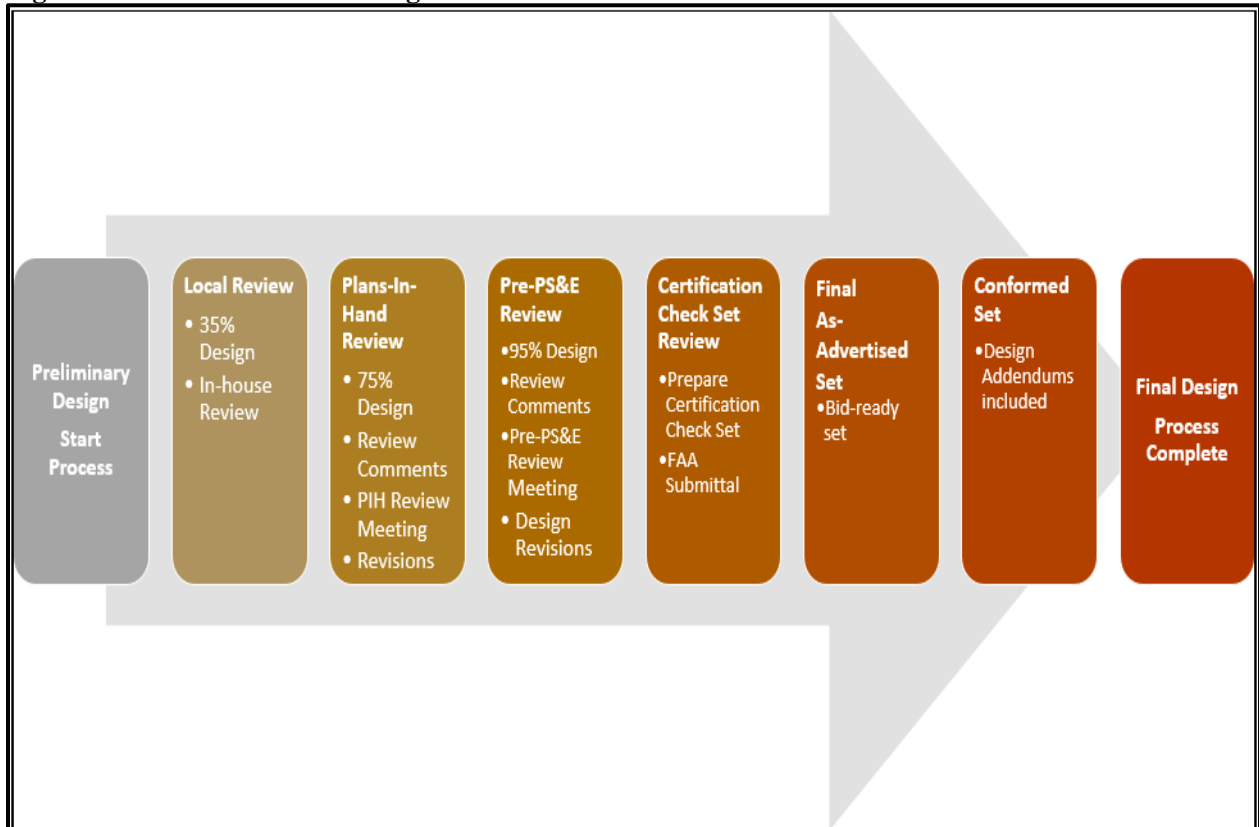 Preliminary
Design
Start
Process
Local Review
• 35%
Design
• In-house
Review
Plans-In-
Hand
Review
• 75%
Design
• Review
Comments
• PIH Review
Meeting
• Revisions
Pre-PS&E
Review
•95% Design
•Review
Comments
•Pre-PS&E
Review
Meeting
• Design
Revisions
Certification
Check Set
Review
•Prepare
Certification
Check Set
•FAA
Submittal
Final
As-
Advertised
Set
•Bid-ready
set
Conformed
Set
•Design
Addendums
included
Final Design
Process
Complete